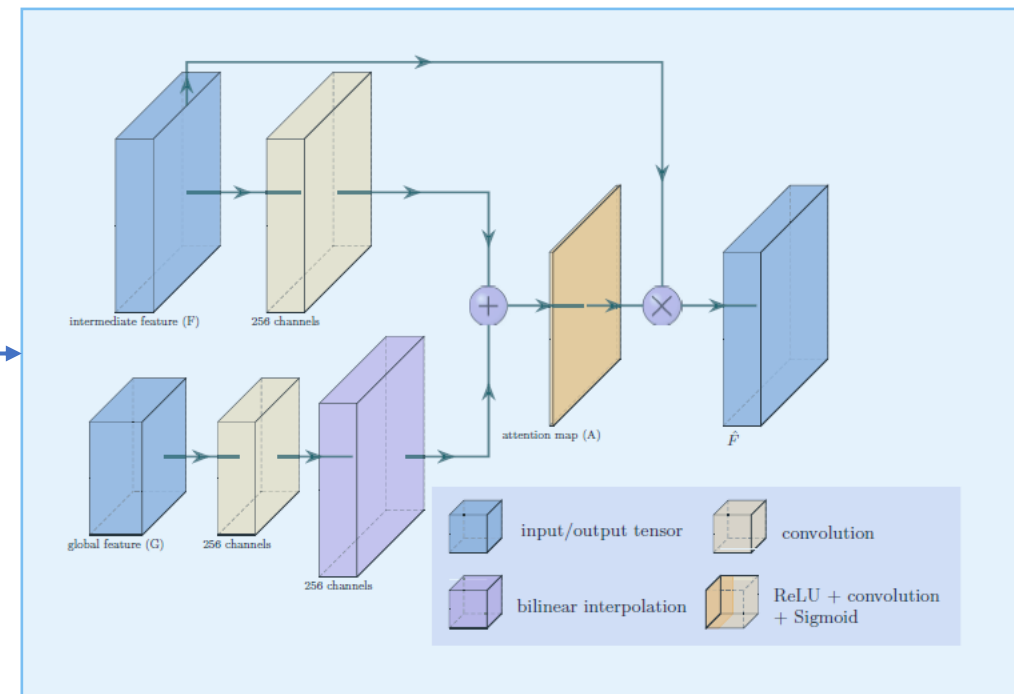 intermediate feature (F)
256 channels
+
×
attention map (A)
F̂
global feature (G)
256 channels
256 channels
input/output tensor
convolution
bilinear interpolation
ReLU + convolution
+ Sigmoid